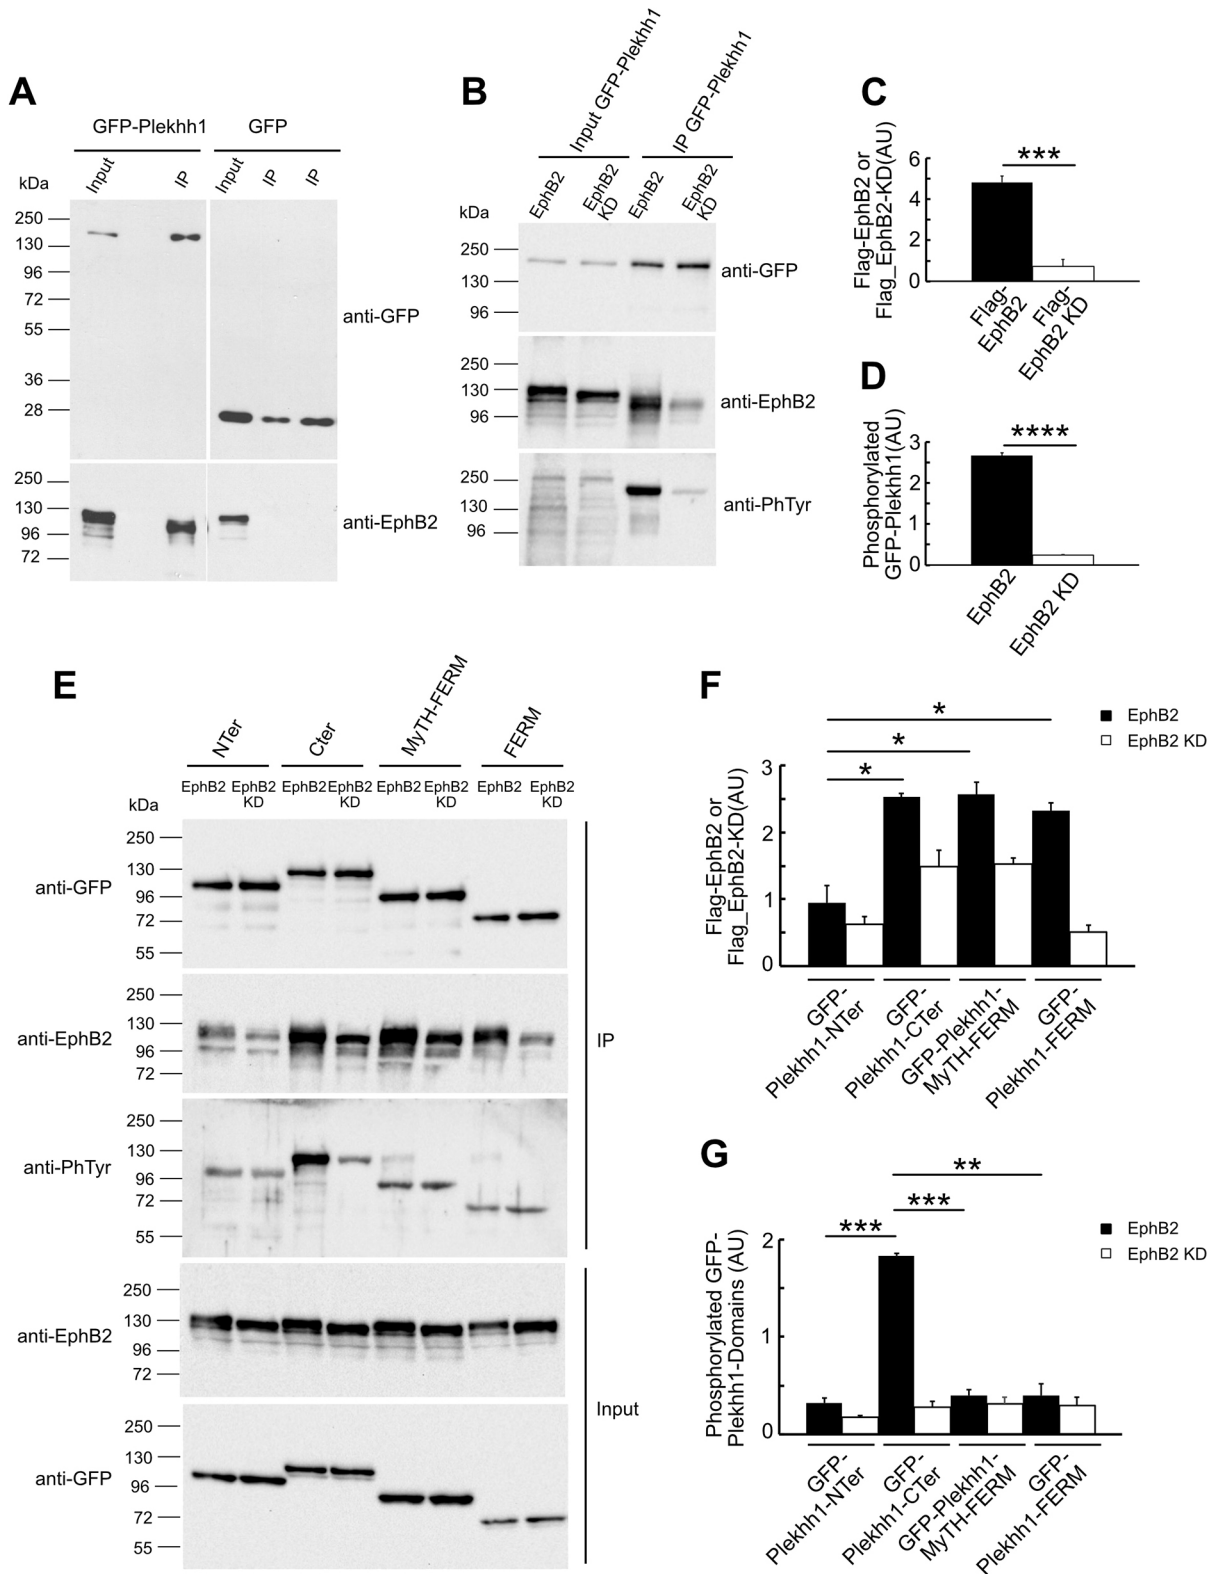 A
GFP-Plekhh1
GFP
Input
IP
Input
IP
IP
kDa
250
130
96
72
55
36
28
anti-GFP
250
130
96
72
anti-EphB2
B
Input GFP-Plekhh1
IP GFP-Plekhh1
EphB2
EphB2
KD
EphB2
EphB2
KD
kDa
250
130
96
anti-GFP
250
130
96
anti-EphB2
250
130
96
anti-PhTyr
C
Flag-EphB2 or
Flag_EphB2-KD(AU)
6
4
2
0
***
Flag-
EphB2
Flag-
EphB2 KD
D
Phosphorylated
GFP-Plekhh1(AU)
3
2
1
0
****
EphB2
EphB2 KD
E
NTer
Cter
MyTH-FERM
FERM
EphB2
EphB2
KD
EphB2
EphB2
KD
EphB2
EphB2
KD
EphB2
EphB2
KD
kDa
250
130
96
72
55
anti-GFP
250
130
96
72
anti-EphB2
IP
250
130
96
72
55
anti-PhTyr
250
130
96
72
anti-EphB2
Input
250
130
96
72
55
anti-GFP
F
*
*
*
EphB2
EphB2 KD
Flag-EphB2 or
Flag_EphB2-KD(AU)
3
2
1
0
GFP-
Plekhh1-NTer
GFP-
Plekhh1-CTer
GFP-Plekhh1-
MyTH-FERM
GFP-
Plekhh1-FERM
G
**
***
***
EphB2
EphB2 KD
Phosphorylated GFP-
Plekhh1-Domains (AU)
2
1
0
GFP-
Plekhh1-NTer
GFP-
Plekhh1-CTer
GFP-Plekhh1-
MyTH-FERM
GFP-
Plekhh1-FERM